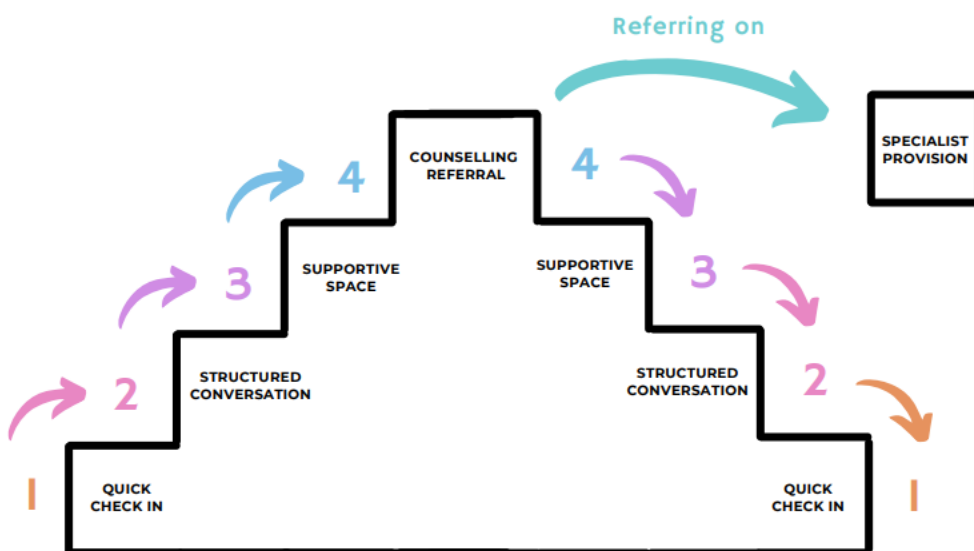 Referring on
SPECIALIST
PROVISION
COUNSELLING
REFERRAL
4
4
SUPPORTIVE
SPACE
SUPPORTIVE
SPACE
3
3
STRUCTURED
CONVERSATION
STRUCTURED
CONVERSATION
2
2
QUICK
CHECK IN
QUICK
CHECK IN
1
1